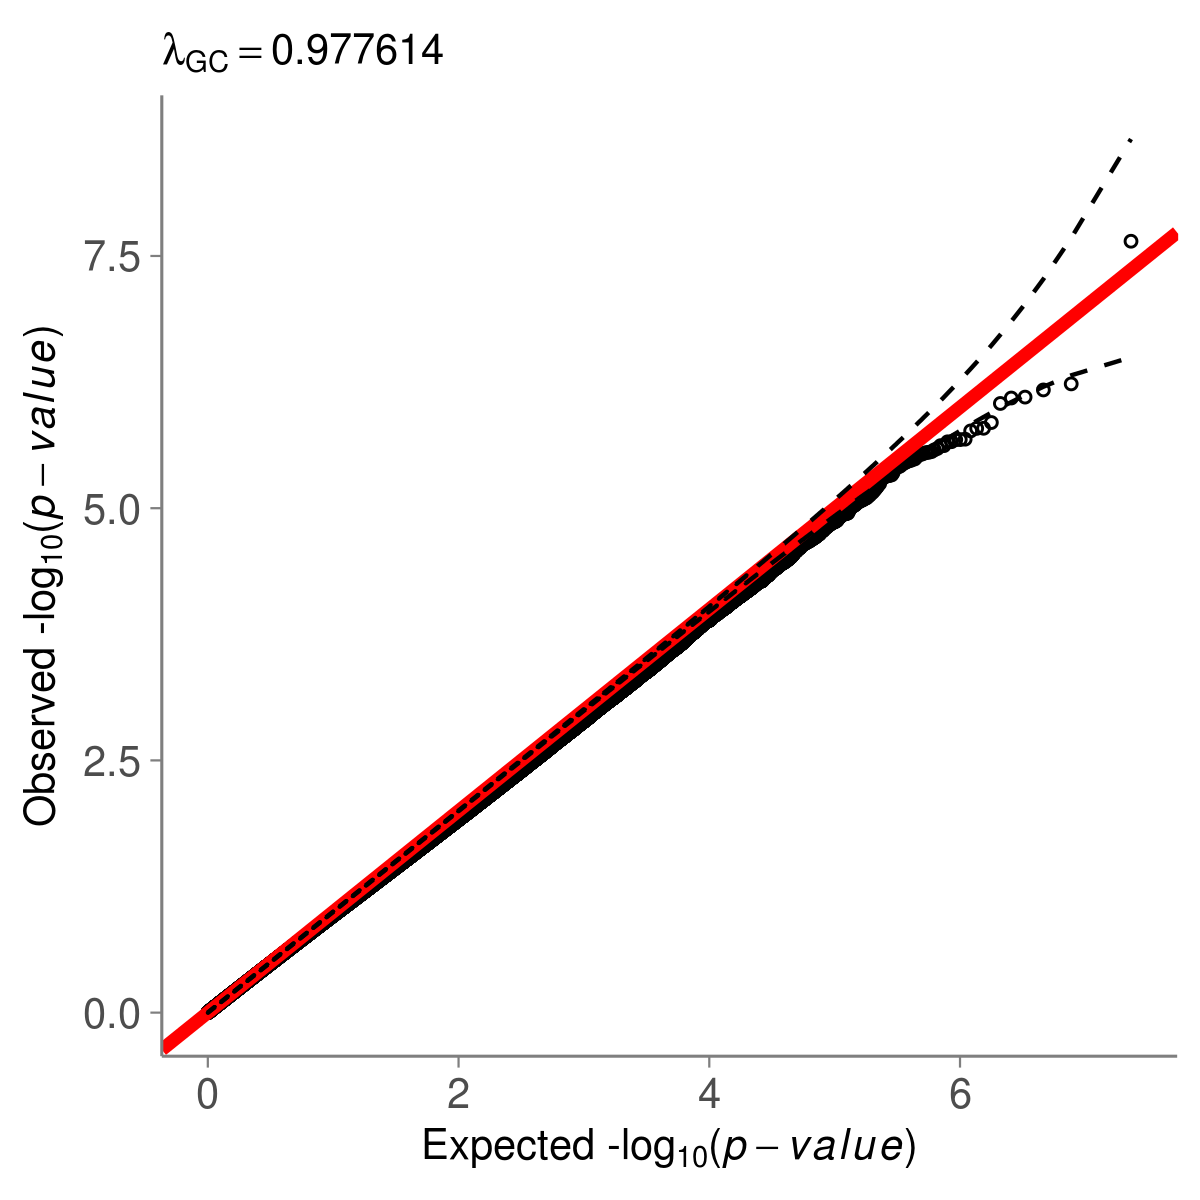 λGC = 0.977614
7.5
5.0
2.5
0.0
Observed -log10(p − value)
0 2 4 6
Expected -log10(p − value)